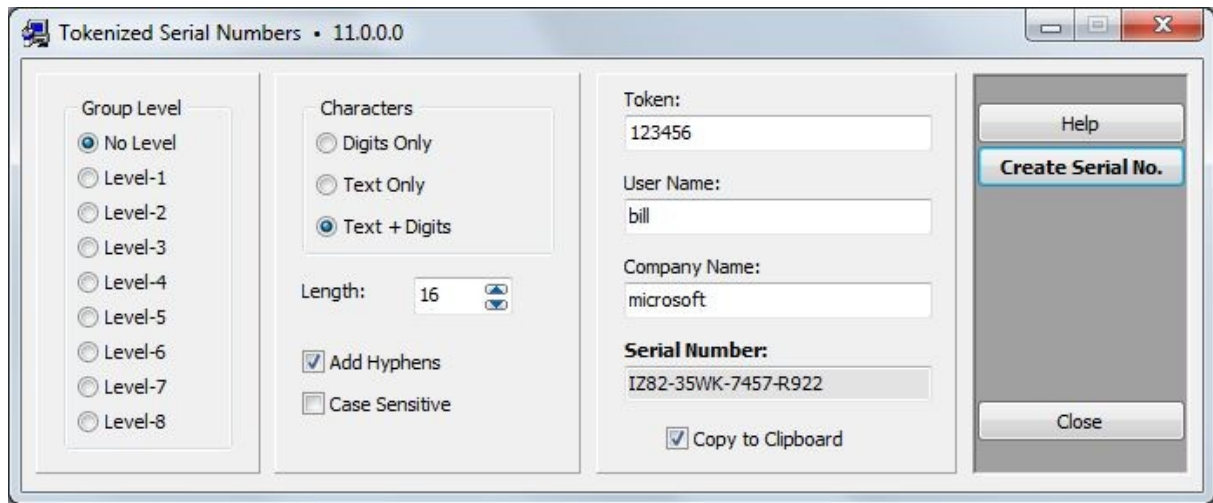 Tokenized Serial Numbers • 11.0.0.0
X
Group Level
No Level
Level-1
Level-2
Level-3
Level-4
Level-5
Level-6
Level-7
Level-8
Characters
Digits Only
Text Only
Text + Digits
Length: 16
Add Hyphens
Case Sensitive
Token:
123456
User Name:
bill
Company Name:
microsoft
Serial Number:
IZ82-35WK-7457-R922
Copy to Clipboard
Help
Create Serial No.
Close